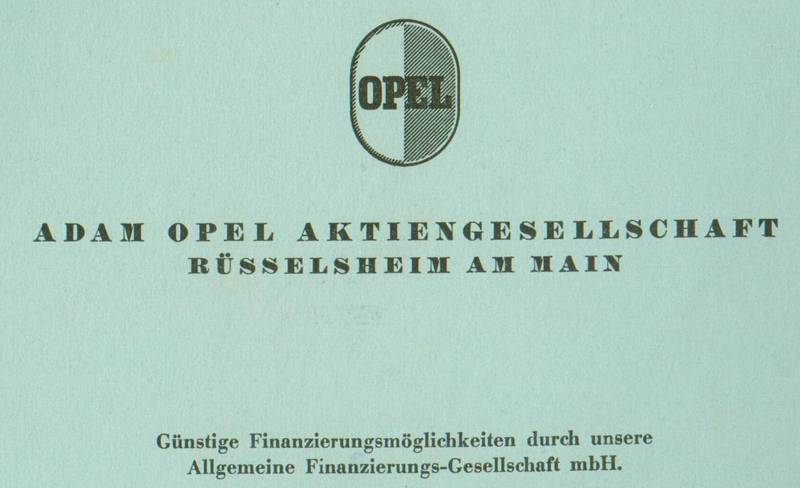 OPEL
ADAM OPEL AKTIENGESELLSCHAFT
RÜSSELSHEIM AM MAIN
Günstige Finanzierungsmöglichkeiten durch unsere
Allgemeine Finanzierungs-Gesellschaft mbH.